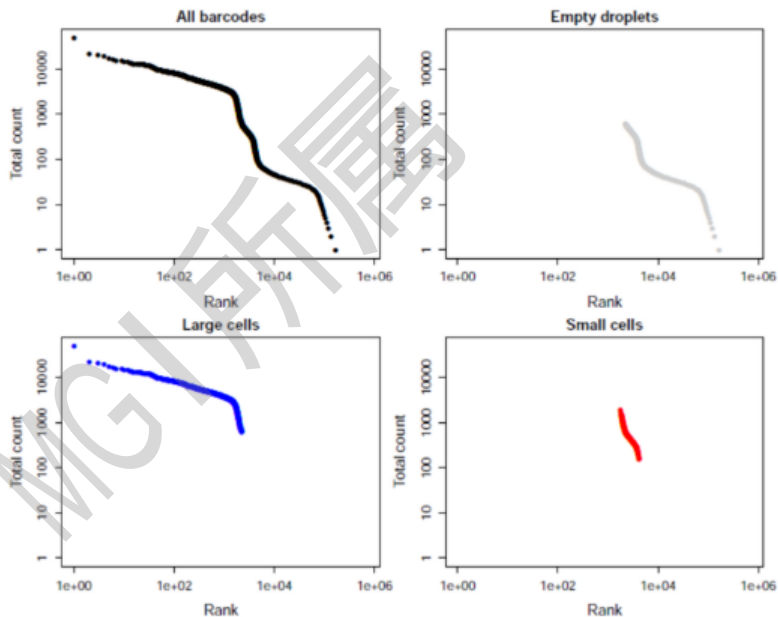 All barcodes
Total count
10000
1000
100
10
1
1e+00
1e+02
1e+04
1e+06
Rank
Empty droplets
Total count
10000
1000
100
10
1
1e+00
1e+02
1e+04
1e+06
Rank
Large cells
Total count
10000
1000
100
10
1
1e+00
1e+02
1e+04
1e+06
Rank
Small cells
Total count
10000
1000
100
10
1
1e+00
1e+02
1e+04
1e+06
Rank
MGI所属